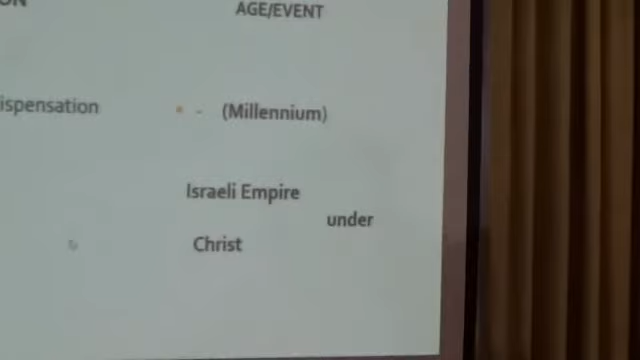 AGE/EVENT
ispensation - (Millennium)
Israeli Empire
under
Christ